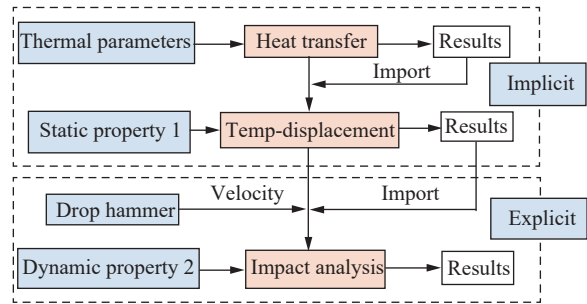 Thermal parameters
Heat transfer
Results
Import
Implicit
Static property 1
Temp-displacement
Results
Velocity
Import
Drop hammer
Explicit
Dynamic property 2
Impact analysis
Results